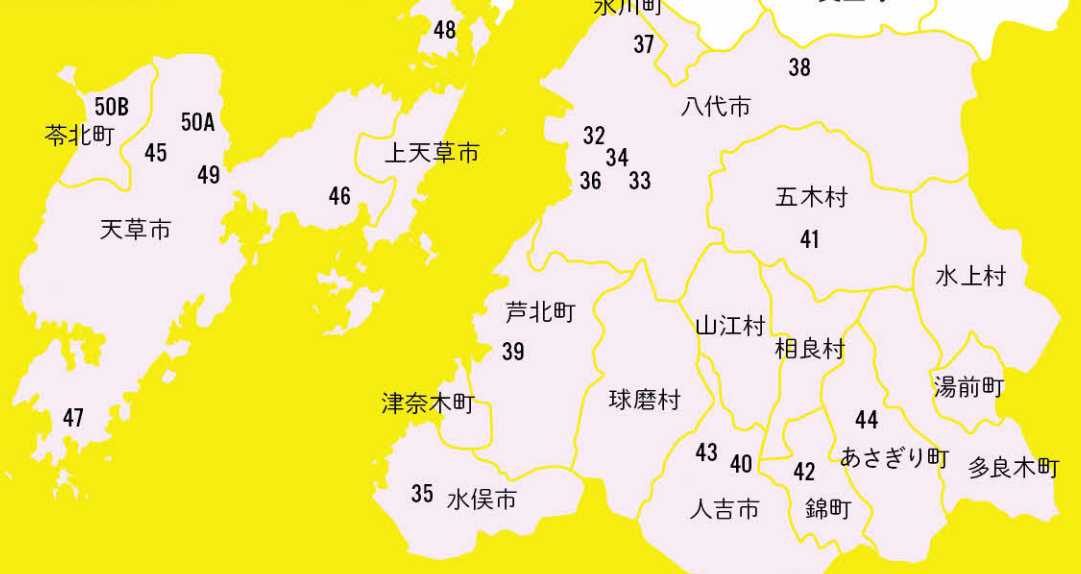 氷川町
48
37
38
50B
八代市
50A
苓北町
32
45
上天草市
34
49
36
33
46
五木村
天草市
41
水上村
芦北町
山江村
相良村
39
湯前町
津奈木町
球磨村
47
44
43
40
あさぎり町
42
多良木町
35
水俣市
人吉市
錦町